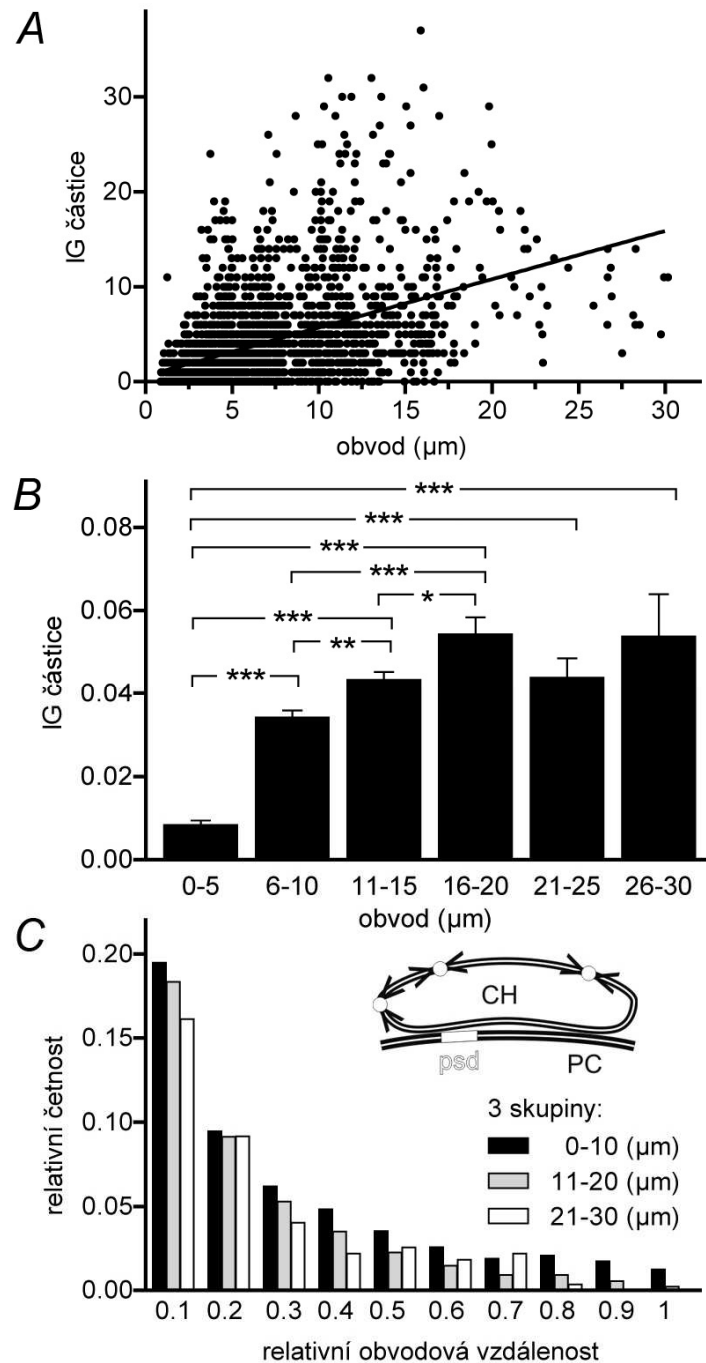 A
IG částice
30
20
10
0
0 5 10 15 20 25 30
obvod (µm)
B
IG částice
0.08
0.06
0.04
0.02
0.00
***
***
***
***
*
***
**
***
0-5 6-10 11-15 16-20 21-25 26-30
obvod (µm)
C
relativní četnost
0.20
0.15
0.10
0.05
0.00
CH
psd PC
3 skupiny:
0-10 (µm)
11-20 (µm)
21-30 (µm)
0.1 0.2 0.3 0.4 0.5 0.6 0.7 0.8 0.9 1
relativní obvodová vzdálenost